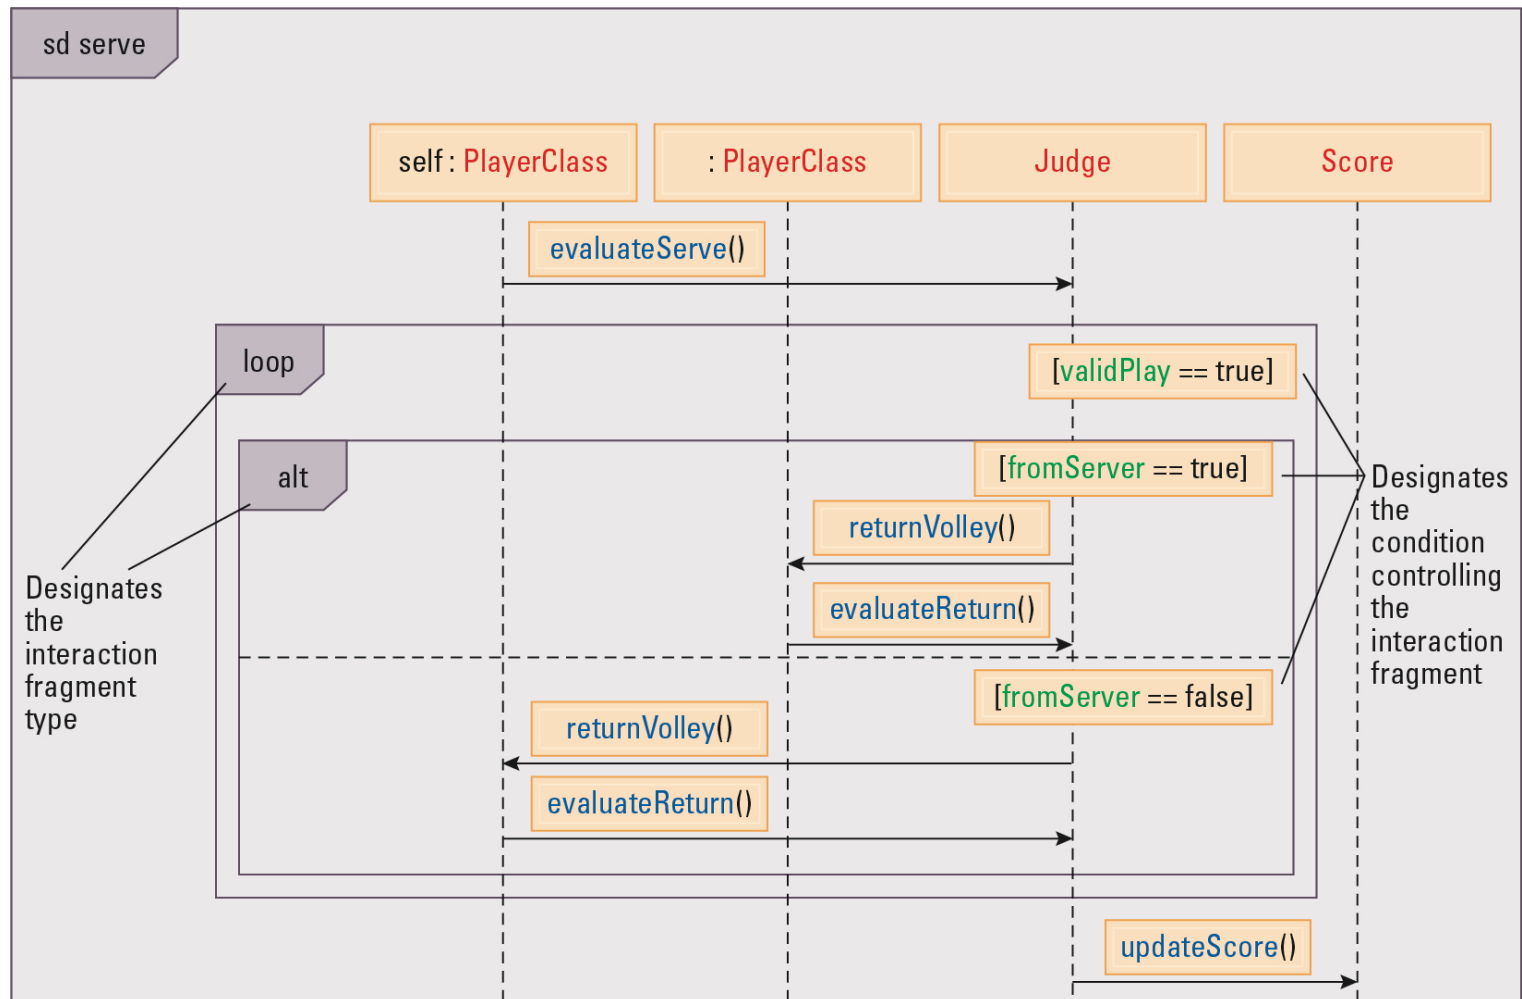 sd serve
self : PlayerClass
: PlayerClass
Judge
Score
evaluateServe()
loop
[validPlay == true]
alt
[fromServer == true]
returnVolley()
evaluateReturn()
[fromServer == false]
returnVolley()
evaluateReturn()
updateScore()
Designates
the
interaction
fragment
type
Designates
the
condition
controlling
the
interaction
fragment